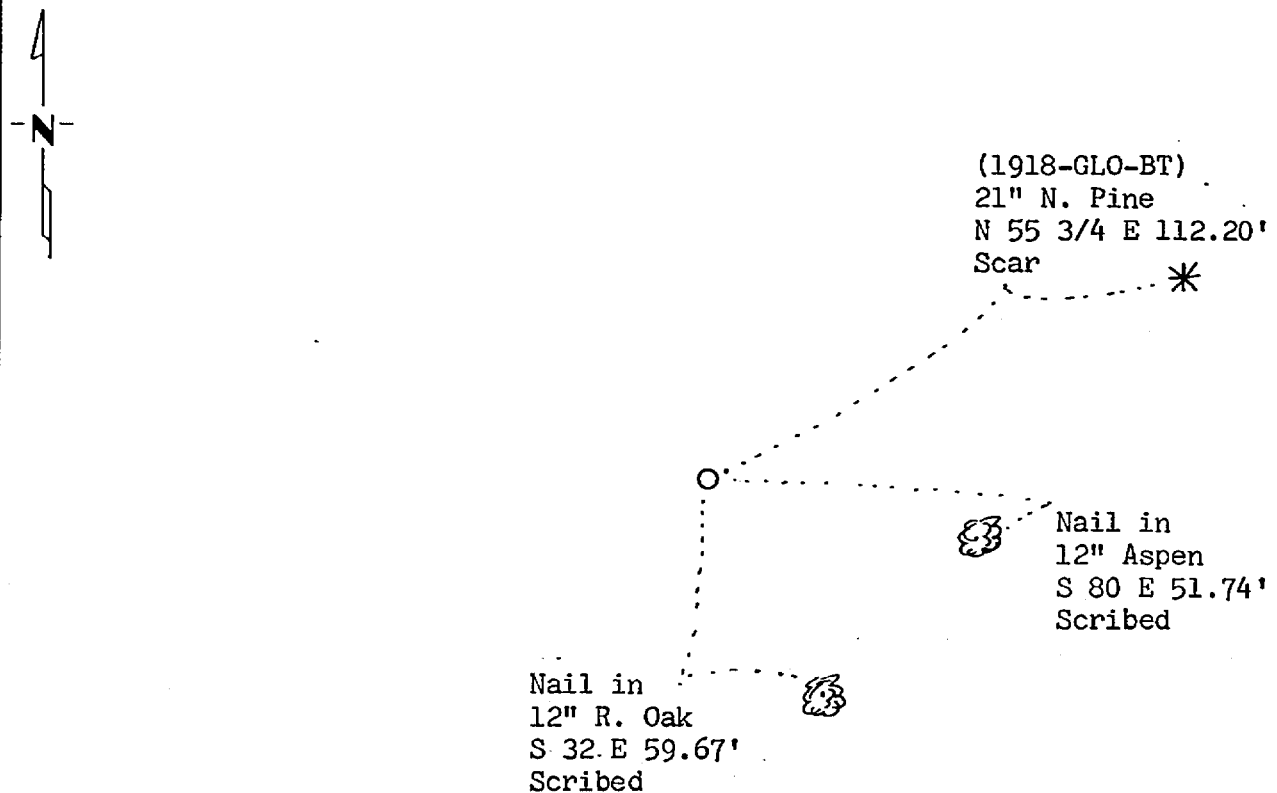 N
(1918-GLO-BT)
21" N. Pine
N 55 3/4 E 112.20'
Scar
Nail in
12" Aspen
S 80 E 51.74'
Scribed
Nail in
12" R. Oak
S 32 E 59.67'
Scribed